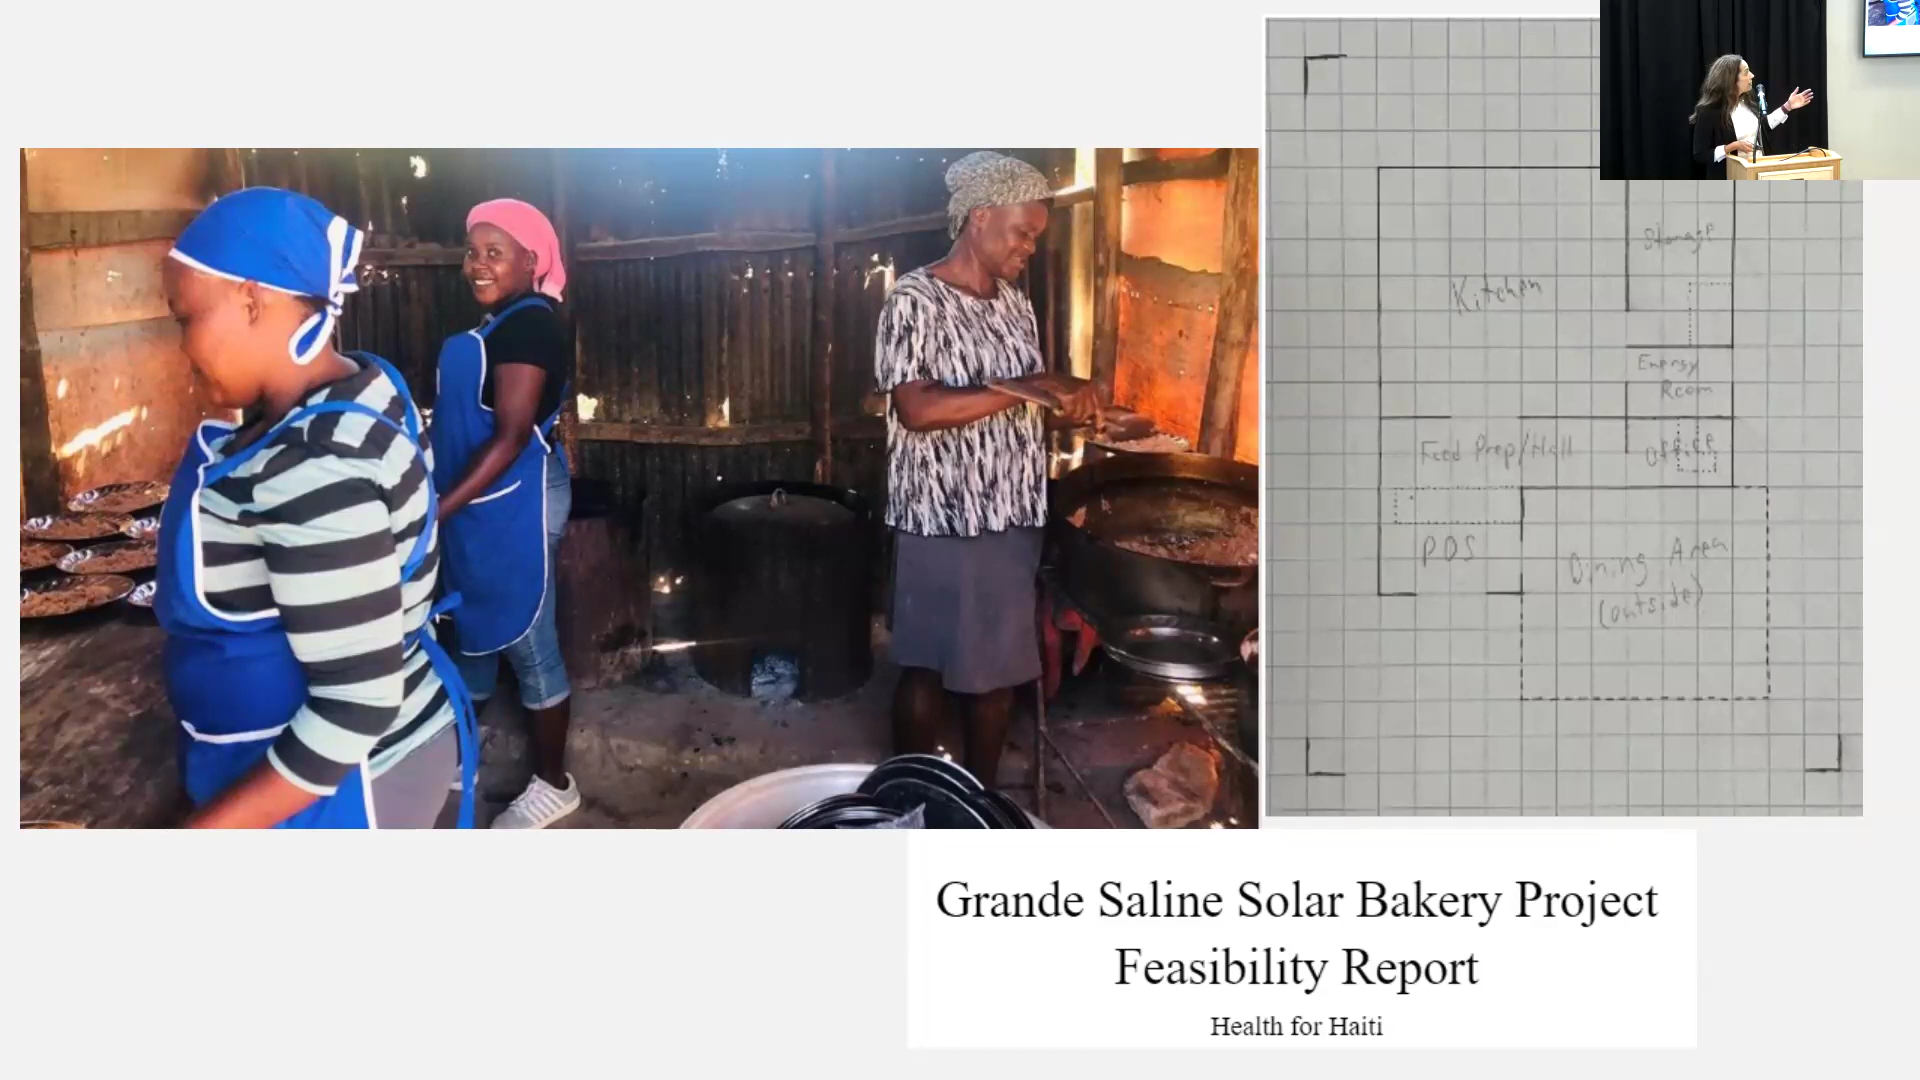 Storage
Kitchen
Energy
Room
Food Prep/Hall
Office
POS
Dining Area
(outside)
Grande Saline Solar Bakery Project
Feasibility Report
Health for Haiti